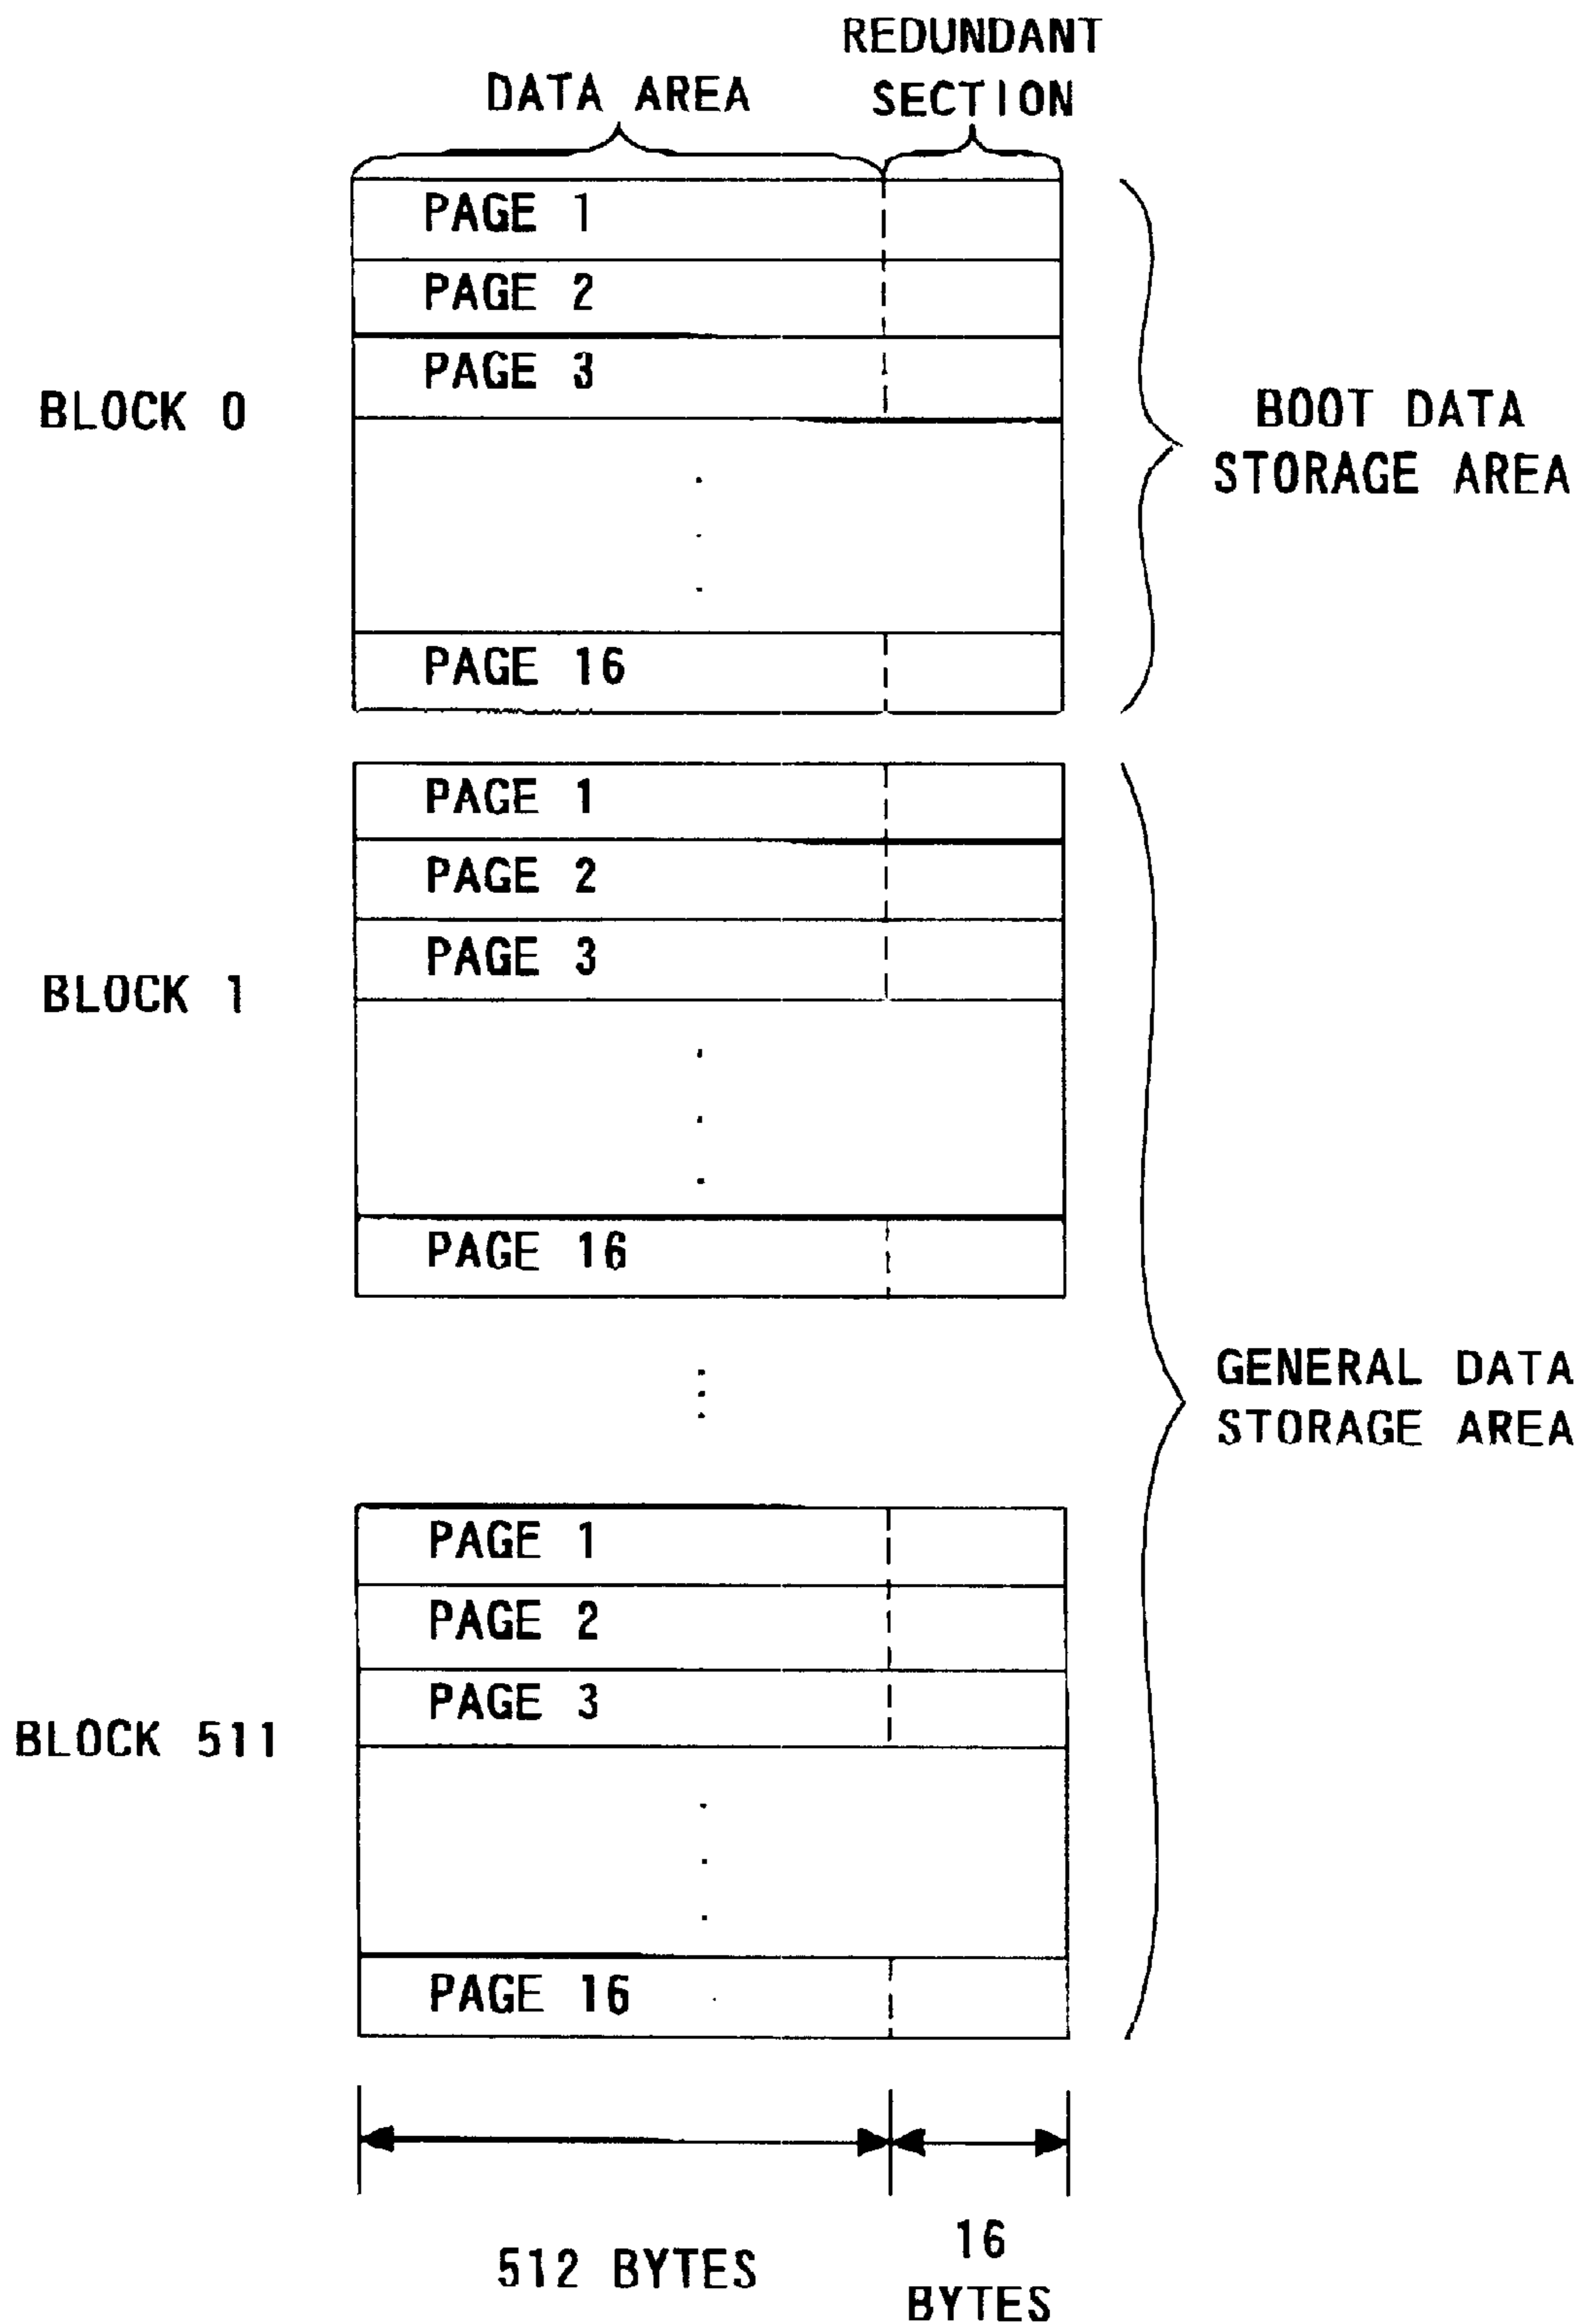 REDUNDANT
SECTION
DATA AREA
PAGE 1
PAGE 2
PAGE 3
PAGE 16
BLOCK 0
BOOT DATA
STORAGE AREA
PAGE 1
PAGE 2
PAGE 3
PAGE 16
BLOCK 1
GENERAL DATA
STORAGE AREA
PAGE 1
PAGE 2
PAGE 3
PAGE 16
BLOCK 511
512 BYTES
16
BYTES